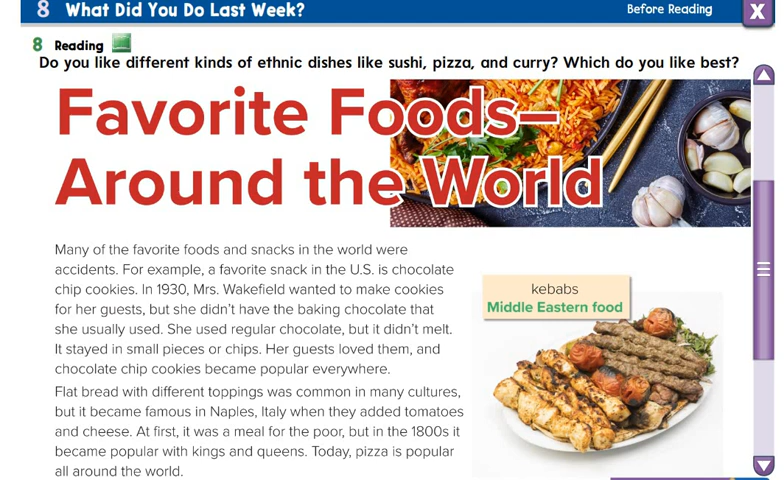 8 What Did You Do Last Week?
Before Reading
X
8 Reading
Do you like different kinds of ethnic dishes like sushi, pizza, and curry? Which do you like best?
Favorite Foods–
Around the World
Many of the favorite foods and snacks in the world were
accidents. For example, a favorite snack in the U.S. is chocolate
chip cookies. In 1930, Mrs. Wakefield wanted to make cookies
for her guests, but she didn’t have the baking chocolate that
she usually used. She used regular chocolate, but it didn’t melt.
It stayed in small pieces or chips. Her guests loved them, and
chocolate chip cookies became popular everywhere.
Flat bread with different toppings was common in many cultures,
but it became famous in Naples, Italy when they added tomatoes
and cheese. At first, it was a meal for the poor, but in the 1800s it
became popular with kings and queens. Today, pizza is popular
all around the world.
kebabs
Middle Eastern food